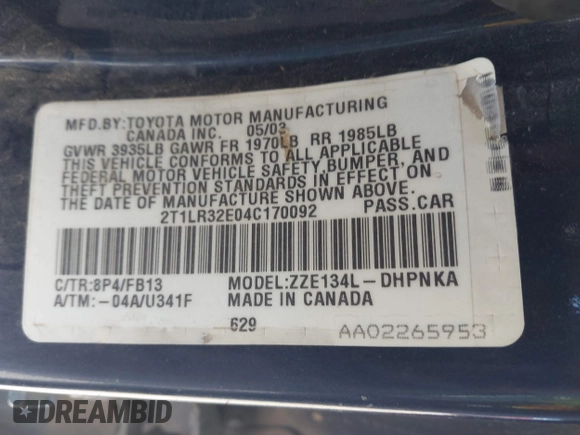 MFD.BY:TOYOTA MOTOR MANUFACTURING
CANADA INC. 05/03
GVWR 3935LB GAWR FR 1970LB RR 1985LB
THIS VEHICLE CONFORMS TO ALL APPLICABLE
FEDERAL MOTOR VEHICLE SAFETY, BUMPER, AND
THEFT PREVENTION STANDARDS IN EFFECT ON
THE DATE OF MANUFACTURE SHOWN ABOVE.
2T1LR32E04C170092 PASS.CAR
C/TR:8P4/FB13 MODEL:ZZE134L-DHPNKA
A/TM:-04A/U341F MADE IN CANADA
629 AA02265953
DREAMBID